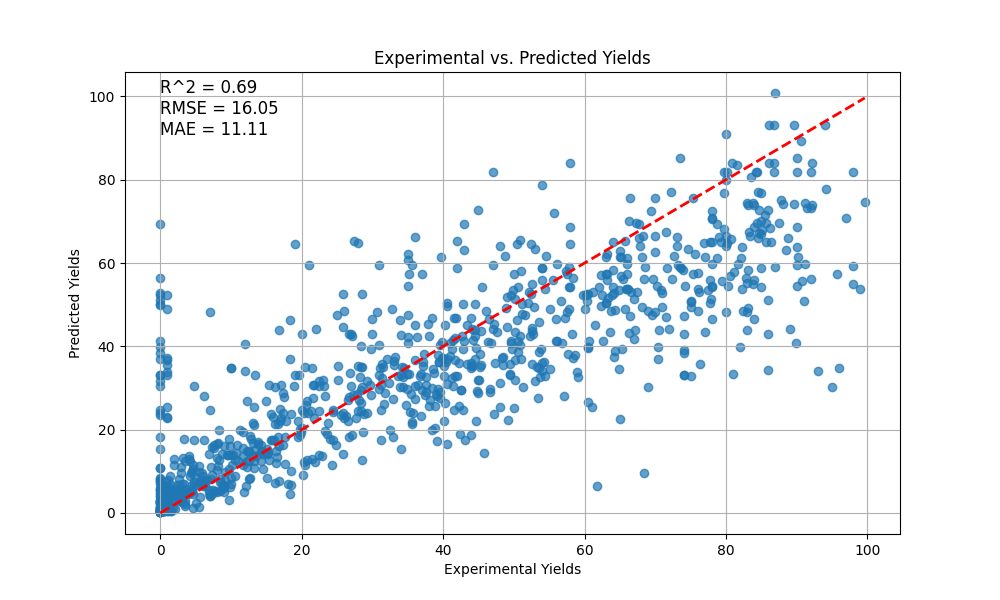 Experimental vs. Predicted Yields
R^2 = 0.69
RMSE = 16.05
MAE = 11.11
100
80
60
40
20
0
Predicted Yields
0 20 40 60 80 100
Experimental Yields